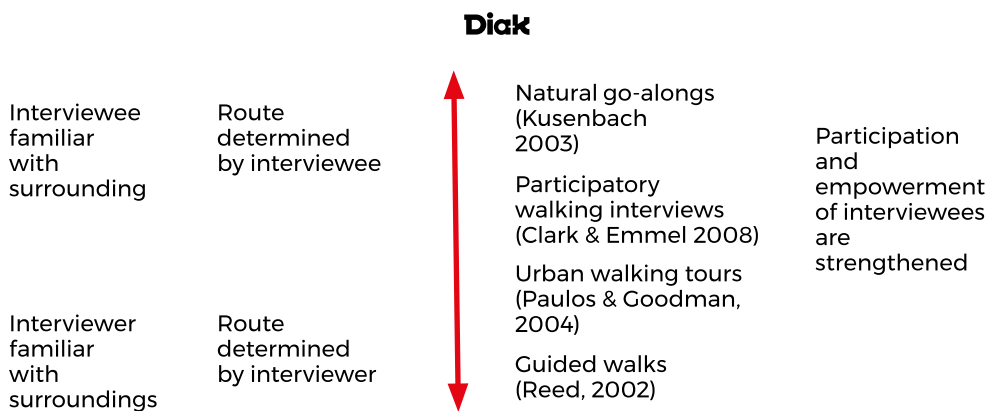 Diak
Interviewee
familiar
with
surrounding
Route
determined
by interviewee
Natural go-alongs
(Kusenbach
2003)
Participatory
walking interviews
(Clark & Emmel 2008)
Urban walking tours
(Paulos & Goodman,
2004)
Guided walks
(Reed, 2002)
Participation
and
empowerment
of interviewees
are
strengthened
Interviewer
familiar
with
surroundings
Route
determined
by interviewer